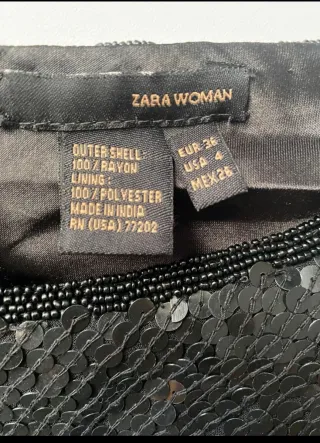 ZARA WOMAN
OUTER SHELL:
100% RAYON
LINING:
100% POLYESTER
MADE IN INDIA
RN (USA) 77202
EUR 36
USA 4
MEX 26